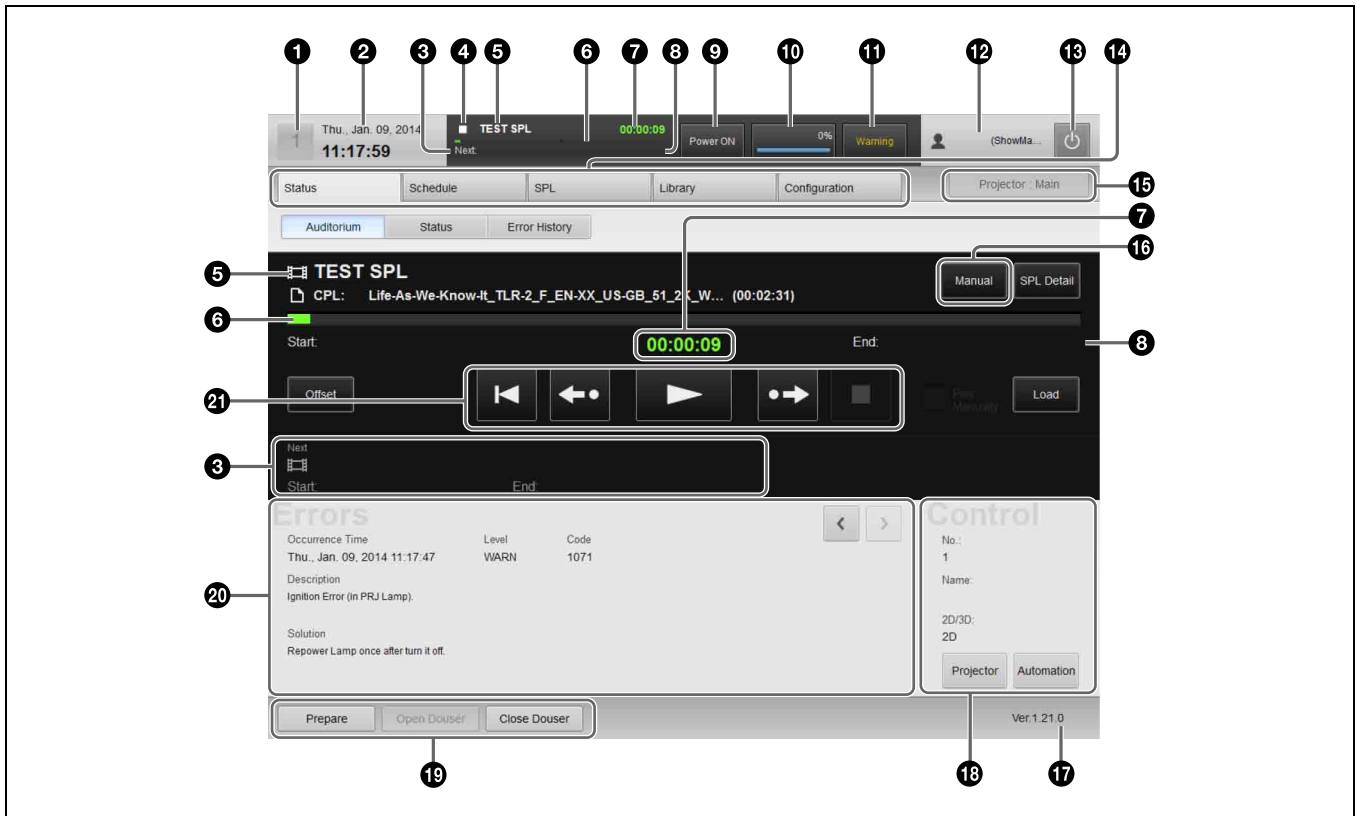 1 2 3 4 5 6 7 8 9 10 11 12 13 14
1
Thu., Jan. 09, 2014
11:17:59
TEST SPL
00:00:09
Next:
Power ON
0%
Warning
(ShowMa...
Status Schedule SPL Library Configuration
Projector : Main
15
Auditorium Status Error History
7
16
5
TEST SPL
Manual
SPL Detail
CPL: Life-As-We-Know-It_TLR-2_F_EN-XX_US-GB_51_2K_W... (00:02:31)
6
Start:
00:00:09
End:
8
21
Offset
Play Manually
Load
3
Next
Start:
End:
Errors
Occurrence Time Level Code
Thu., Jan. 09, 2014 11:17:47 WARN 1071
Description
Ignition Error (in PRJ Lamp).
Solution
Repower Lamp once after turn it off.
20
Control
No.:
1
Name:
2D/3D:
2D
Projector Automation
Prepare Open Douser Close Douser
Ver.1.21.0
19
18
17